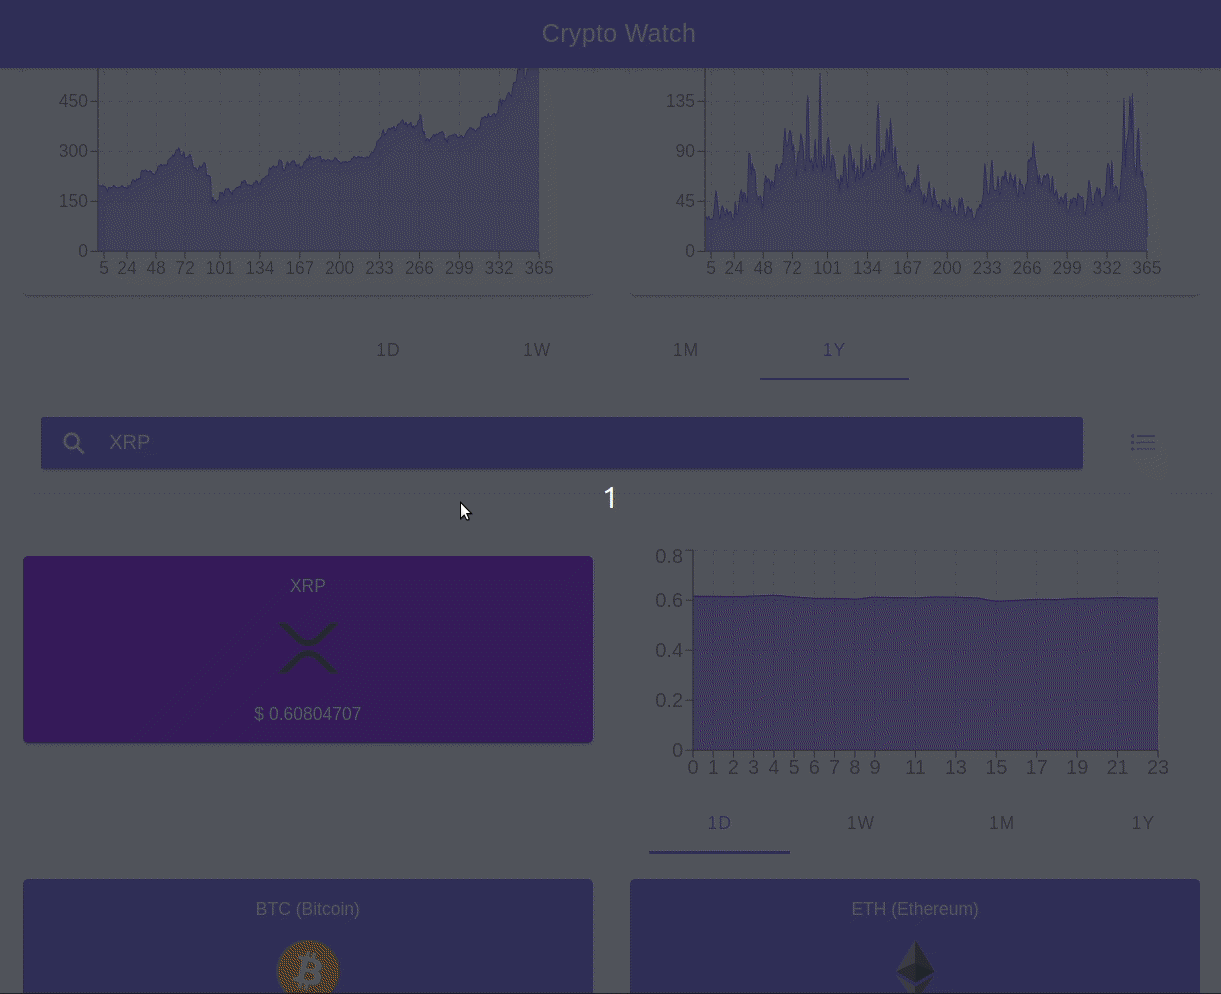 Crypto Watch
450
300
150
0
5 24 48 72 101 134 167 200 233 266 299 332 365
135
90
45
0
5 24 48 72 101 134 167 200 233 266 299 332 365
1D 1W 1M 1Y
XRP
1
XRP
$ 0.60804707
0.8
0.6
0.4
0.2
0
0 1 2 3 4 5 6 7 8 9 11 13 15 17 19 21 23
1D 1W 1M 1Y
BTC (Bitcoin)
ETH (Ethereum)